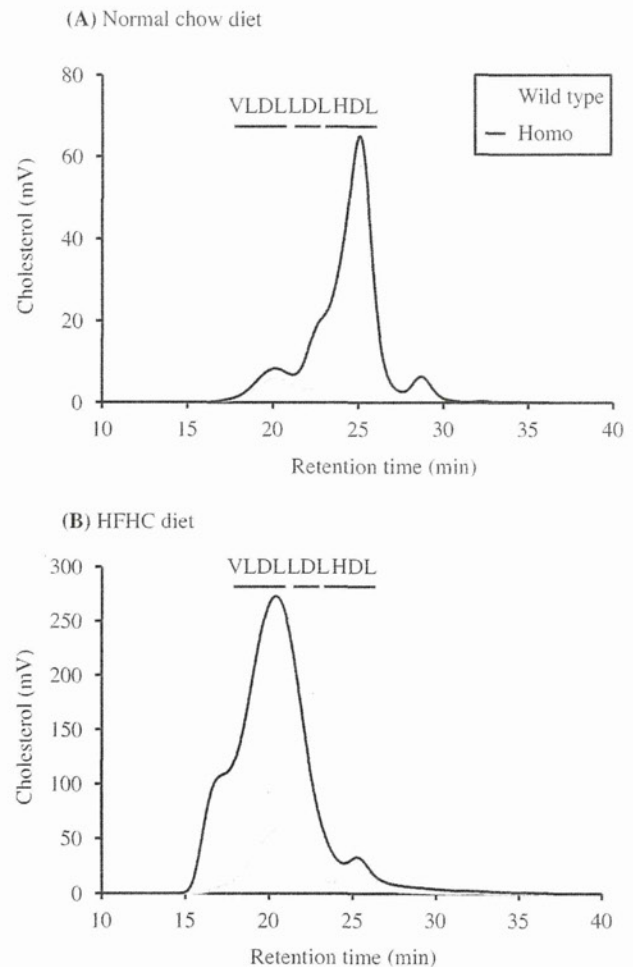 (A) Normal chow diet
80
60
40
20
0
Cholesterol (mV)
VLDL LDL HDL
Wild type
Homo
10 15 20 25 30 35 40
Retention time (min)
(B) HFHC diet
300
250
200
150
100
50
0
Cholesterol (mV)
VLDL LDL HDL
10 15 20 25 30 35 40
Retention time (min)